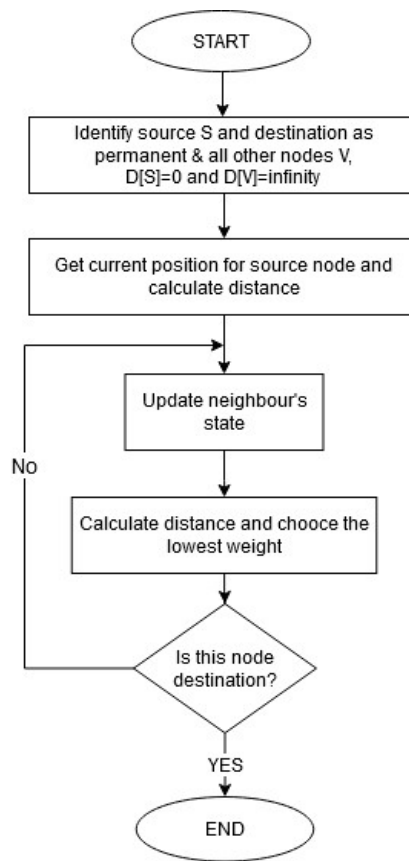 START
Identify source S and destination as
permanent & all other nodes V,
D[S]=0 and D[V]=infinity
Get current position for source node and
calculate distance
Update neighbour's
state
No
Calculate distance and chooce the
lowest weight
Is this node
destination?
YES
END